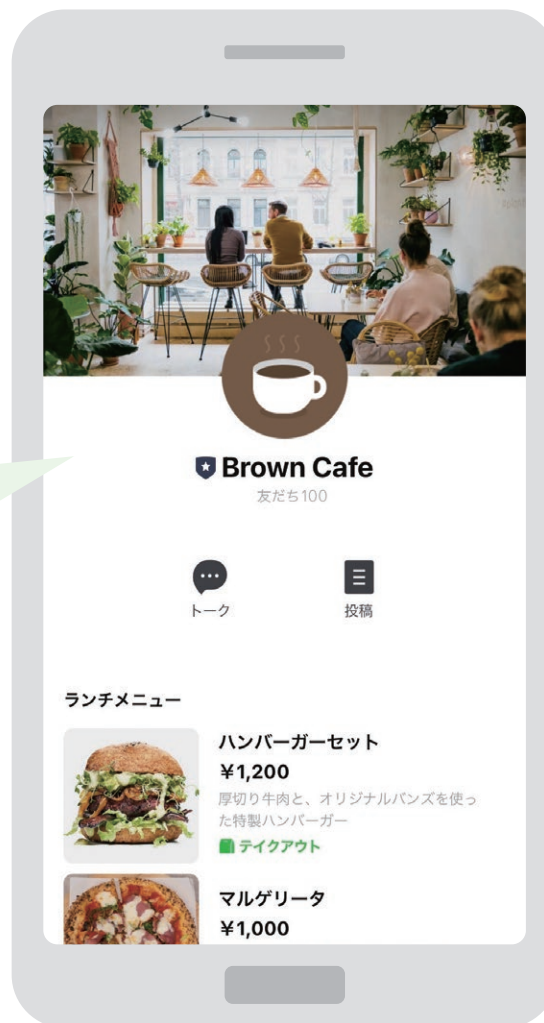 Brown Cafe
友だち100
トーク
投稿
ランチメニュー
ハンバーガーセット
¥1,200
厚切り牛肉と、オリジナルバンズを使っ
た特製ハンバーガー
テイクアウト
マルゲリータ
¥1,000